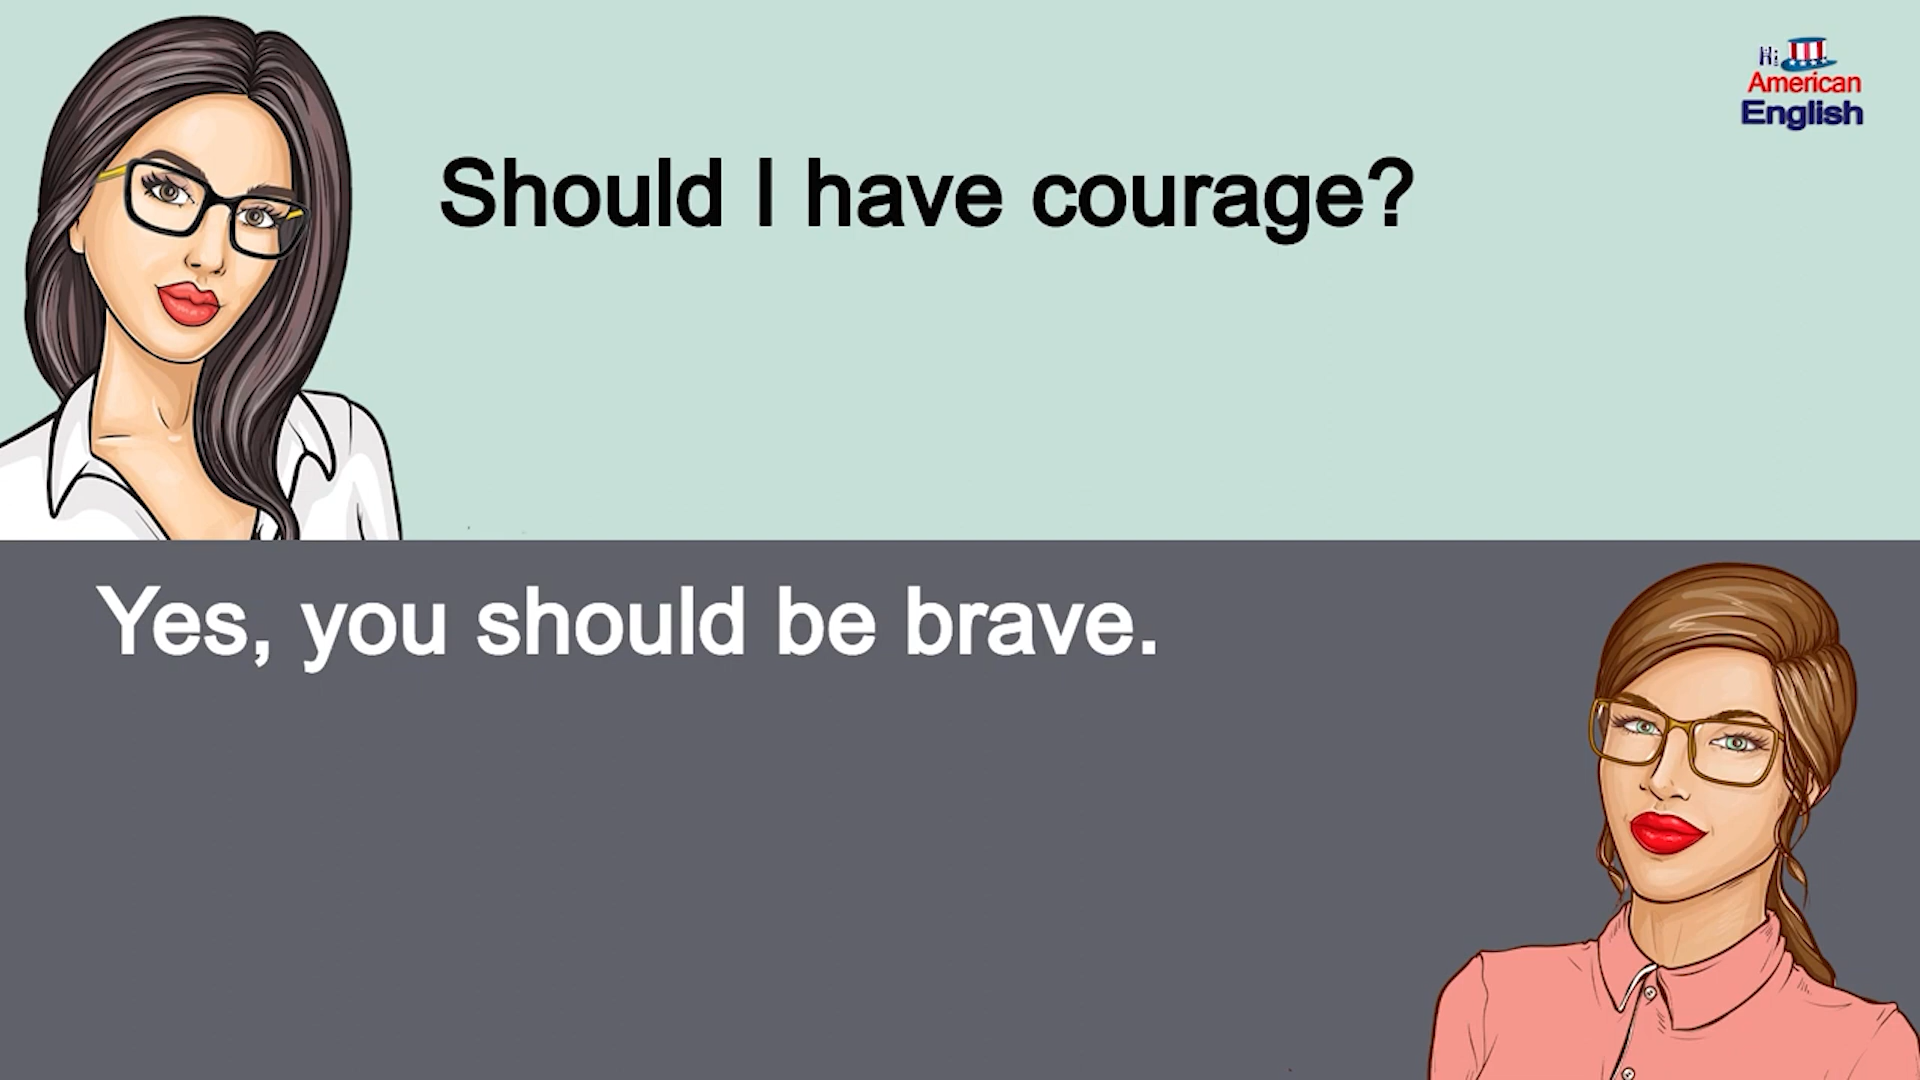 Hi
American
English
Should I have courage?
Yes, you should be brave.